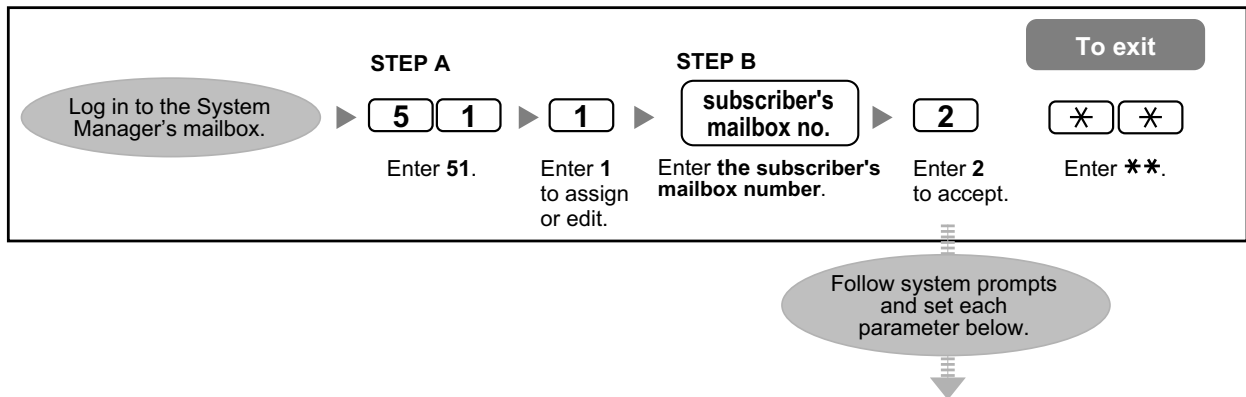 To exit
STEP A
STEP B
Log in to the System
Manager's mailbox.
5 1
1
subscriber's
mailbox no.
2
* *
Enter 51.
Enter 1
to assign
or edit.
Enter the subscriber's
mailbox number.
Enter 2
to accept.
Enter **.
Follow system prompts
and set each
parameter below.